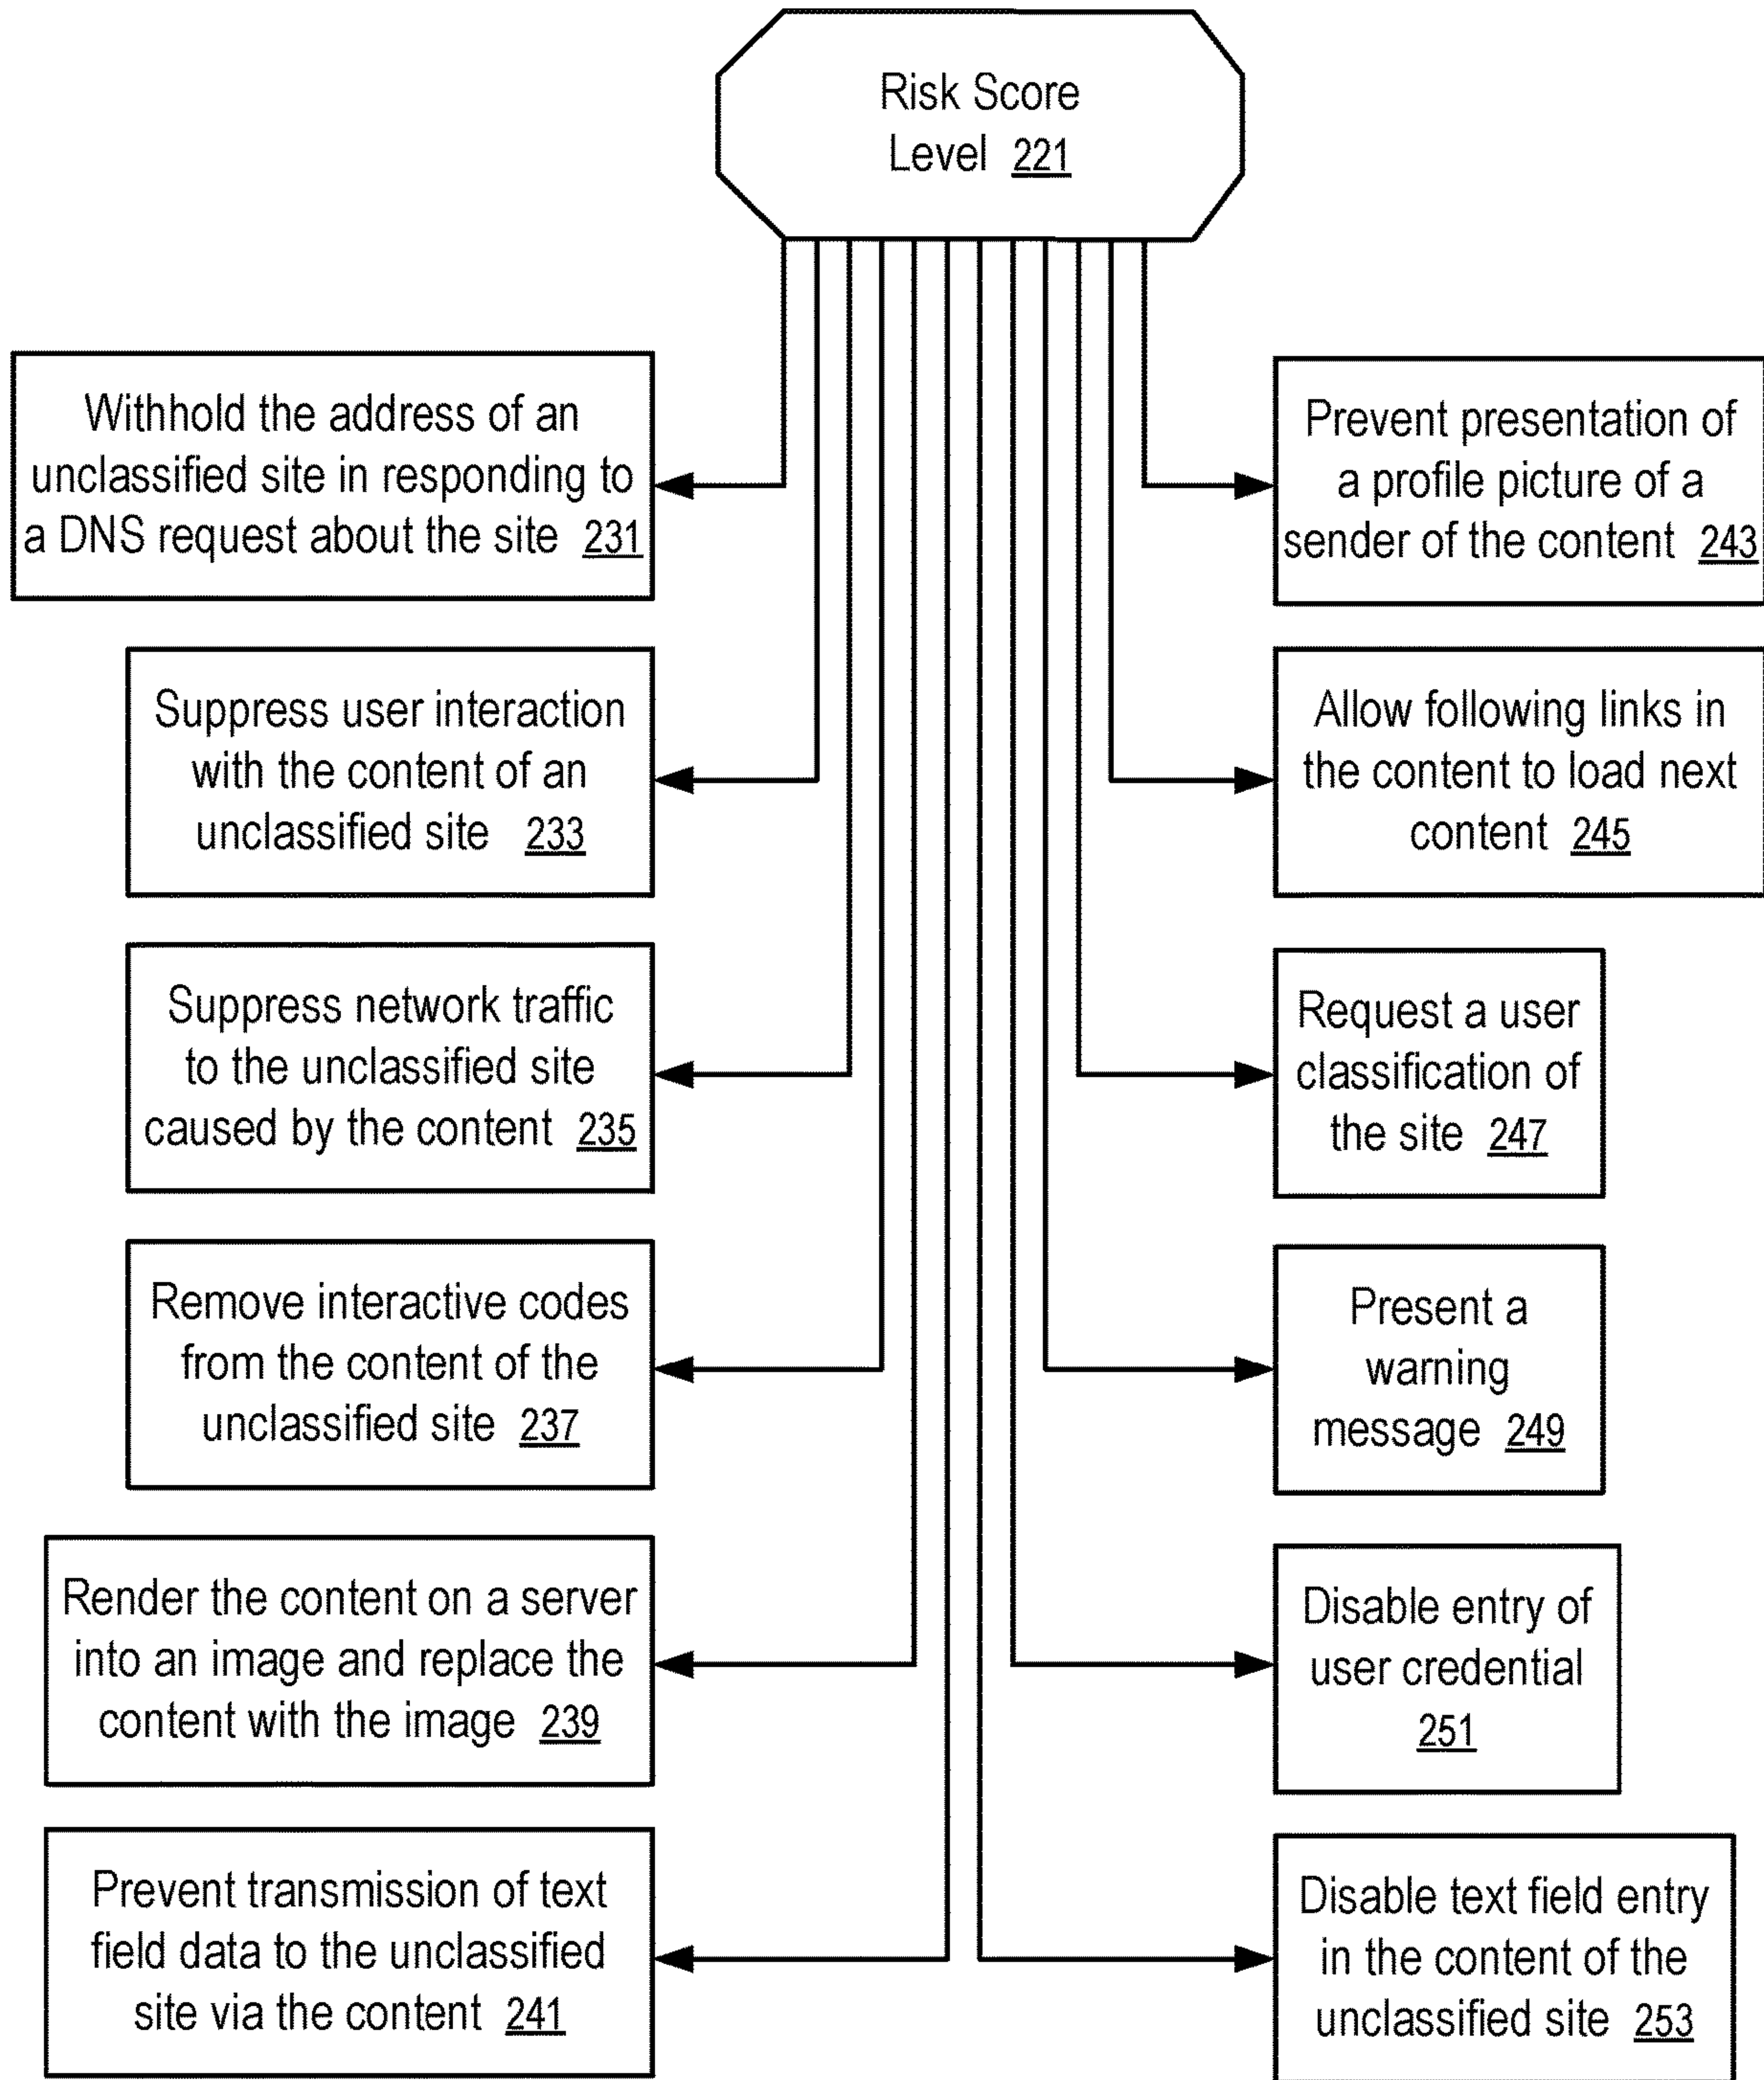 Risk Score
Level 221
Withhold the address of an
unclassified site in responding to
a DNS request about the site 231
Suppress user interaction
with the content of an
unclassified site 233
Suppress network traffic
to the unclassified site
caused by the content 235
Remove interactive codes
from the content of the
unclassified site 237
Render the content on a server
into an image and replace the
content with the image 239
Prevent transmission of text
field data to the unclassified
site via the content 241
Prevent presentation of
a profile picture of a
sender of the content 243
Allow following links in
the content to load next
content 245
Request a user
classification of
the site 247
Present a
warning
message 249
Disable entry of
user credential
251
Disable text field entry
in the content of the
unclassified site 253